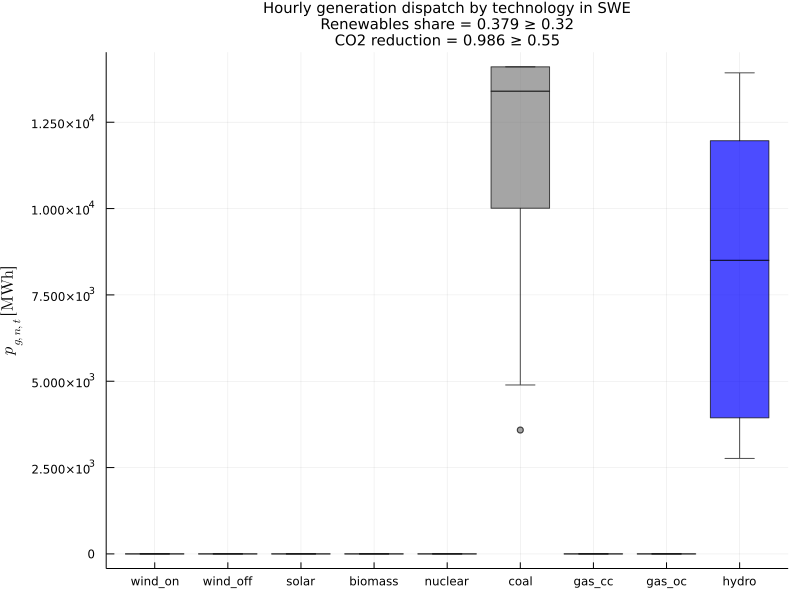 Hourly generation dispatch by technology in SWE
Renewables share = 0.379 ≥ 0.32
CO2 reduction = 0.986 ≥ 0.55
1.250×10⁴
1.000×10⁴
7.500×10³
5.000×10³
2.500×10³
0
p_{g,n,t} [MWh]
wind_on wind_off solar biomass nuclear coal gas_cc gas_oc hydro